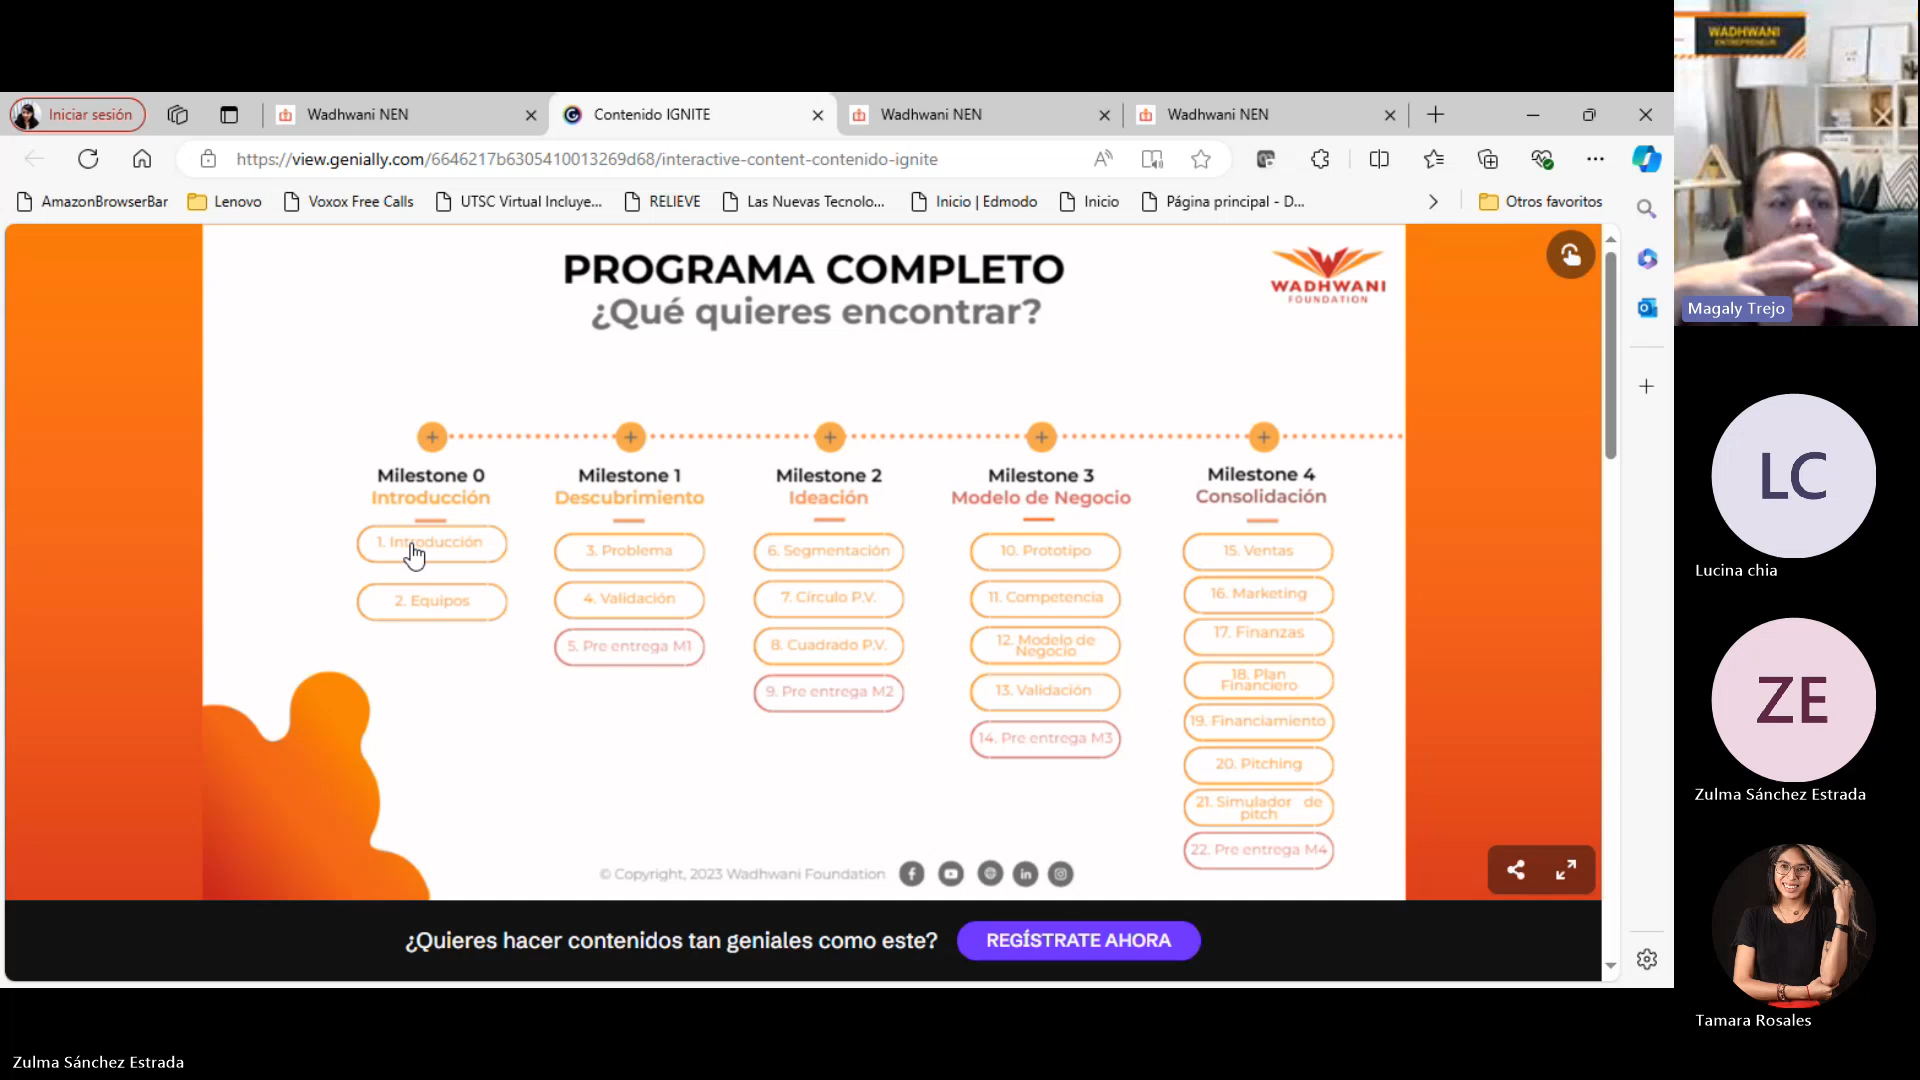 WADHWANI
ENTREPRENEUR
Iniciar sesión
Wadhwani NEN
Contenido IGNITE
Wadhwani NEN
Wadhwani NEN
https://view.genially.com/6646217b6305410013269d68/interactive-content-contenido-ignite
AmazonBrowserBar
Lenovo
Voxox Free Calls
UTSC Virtual Incluye...
RELIEVE
Las Nuevas Tecnolo...
Inicio | Edmodo
Inicio
Página principal - D...
Otros favoritos
PROGRAMA COMPLETO
¿Qué quieres encontrar?
WADHWANI
FOUNDATION
Milestone 0
Introducción
1. Introducción
2. Equipos
Milestone 1
Descubrimiento
3. Problema
4. Validación
5. Pre entrega M1
Milestone 2
Ideación
6. Segmentación
7. Círculo P.V.
8. Cuadrado P.V.
9. Pre entrega M2
Milestone 3
Modelo de Negocio
10. Prototipo
11. Competencia
12. Modelo de
Negocio
13. Validación
14. Pre entrega M3
Milestone 4
Consolidación
15. Ventas
16. Marketing
17. Finanzas
18. Plan
Financiero
19. Financiamiento
20. Pitching
21. Simulador de
pitch
22. Pre entrega M4
© Copyright, 2023 Wadhwani Foundation
¿Quieres hacer contenidos tan geniales como este?
REGÍSTRATE AHORA
Magaly Trejo
LC
Lucina chia
ZE
Zulma Sánchez Estrada
Tamara Rosales
Zulma Sánchez Estrada